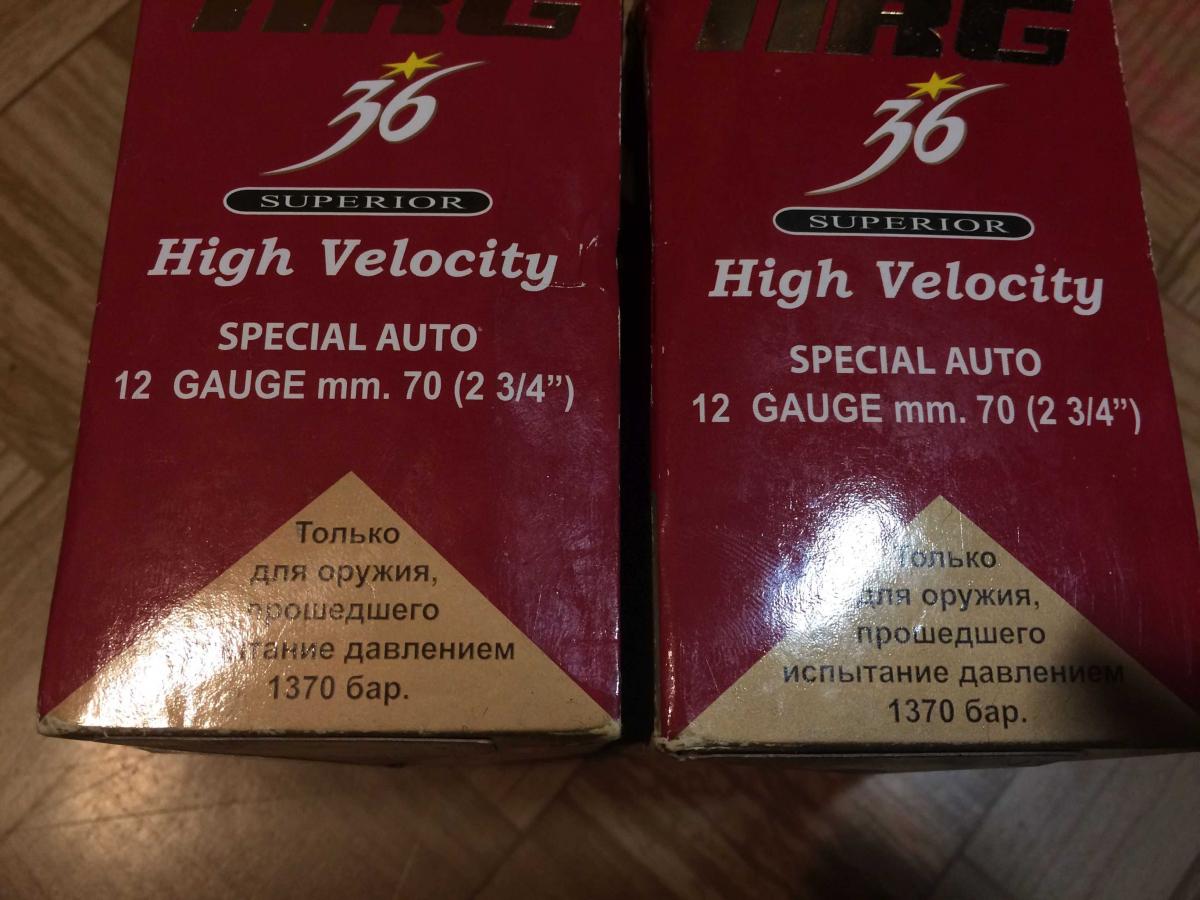 36
SUPERIOR
High Velocity
SPECIAL AUTO
12 GAUGE mm. 70 (2 3/4”)
Только
для оружия,
прошедшего
давлением
1370 бар.
36
SUPERIOR
High Velocity
SPECIAL AUTO
12 GAUGE mm. 70 (2 3/4”)
Только
для оружия,
прошедшего
испытание давлением
1370 бар.